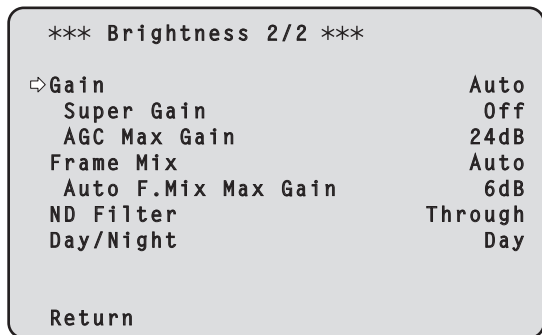 *** Brightness 2/2 ***
⇨Gain Auto
Super Gain Off
AGC Max Gain 24dB
Frame Mix Auto
Auto F.Mix Max Gain 6dB
ND Filter Through
Day/Night Day
Return